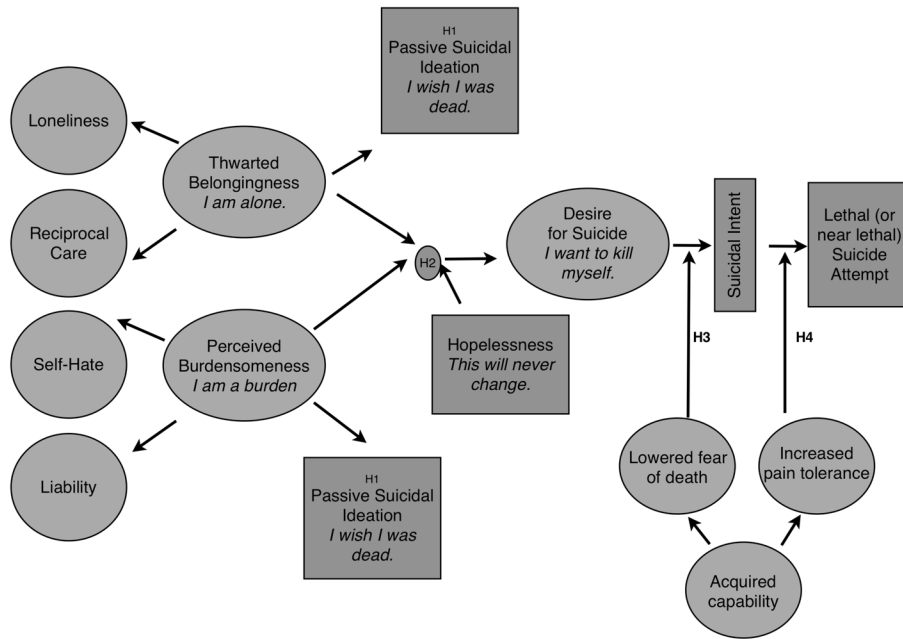 H1
Passive Suicidal
Ideation
I wish I was
dead.
Loneliness
Thwarted
Belongingness
I am alone.
Reciprocal
Care
H2
Desire
for Suicide
I want to kill
myself.
Suicidal Intent
Lethal (or
near lethal)
Suicide
Attempt
Self-Hate
Perceived
Burdensomeness
I am a burden
Hopelessness
This will never
change.
H3
H4
Liability
H1
Passive Suicidal
Ideation
I wish I was
dead.
Lowered fear
of death
Increased
pain tolerance
Acquired
capability